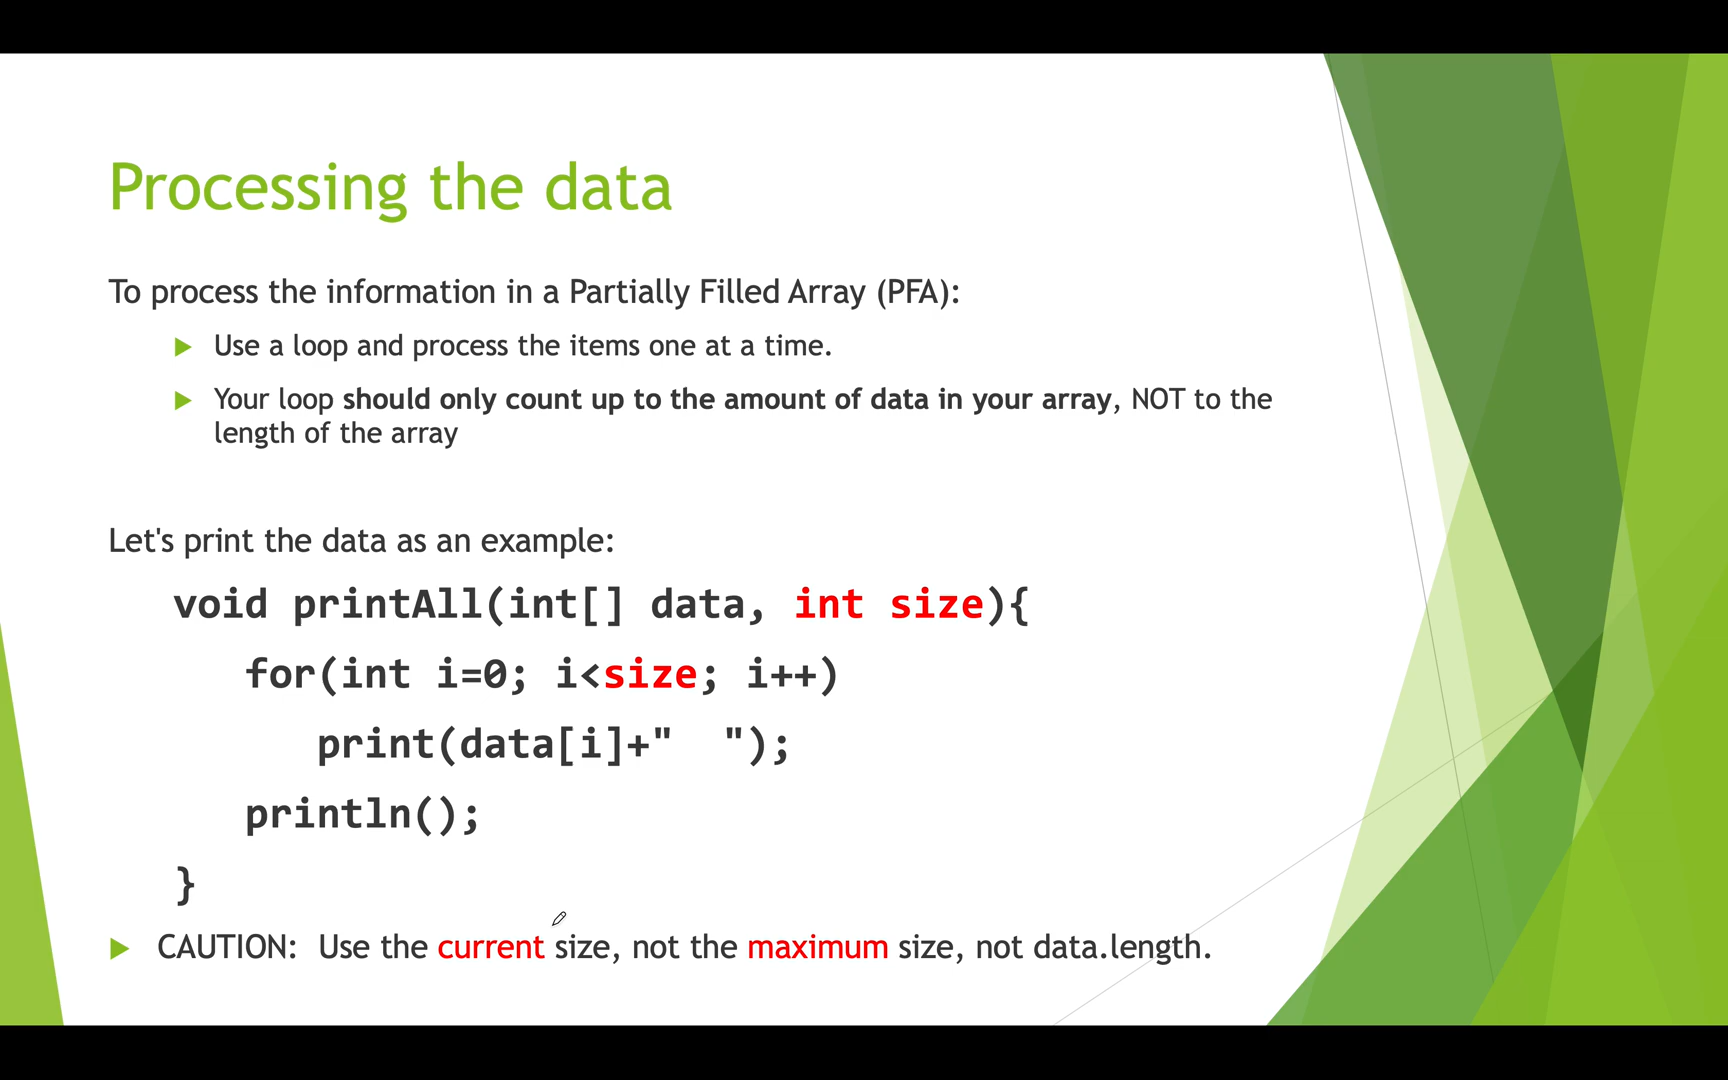 Processing the data
To process the information in a Partially Filled Array (PFA):
Use a loop and process the items one at a time.
Your loop should only count up to the amount of data in your array, NOT to the
length of the array
Let's print the data as an example:
void printAll(int[] data, int size){
for(int i=0; i<size; i++)
print(data[i]+"  ");
println();
}
CAUTION:  Use the current size, not the maximum size, not data.length.